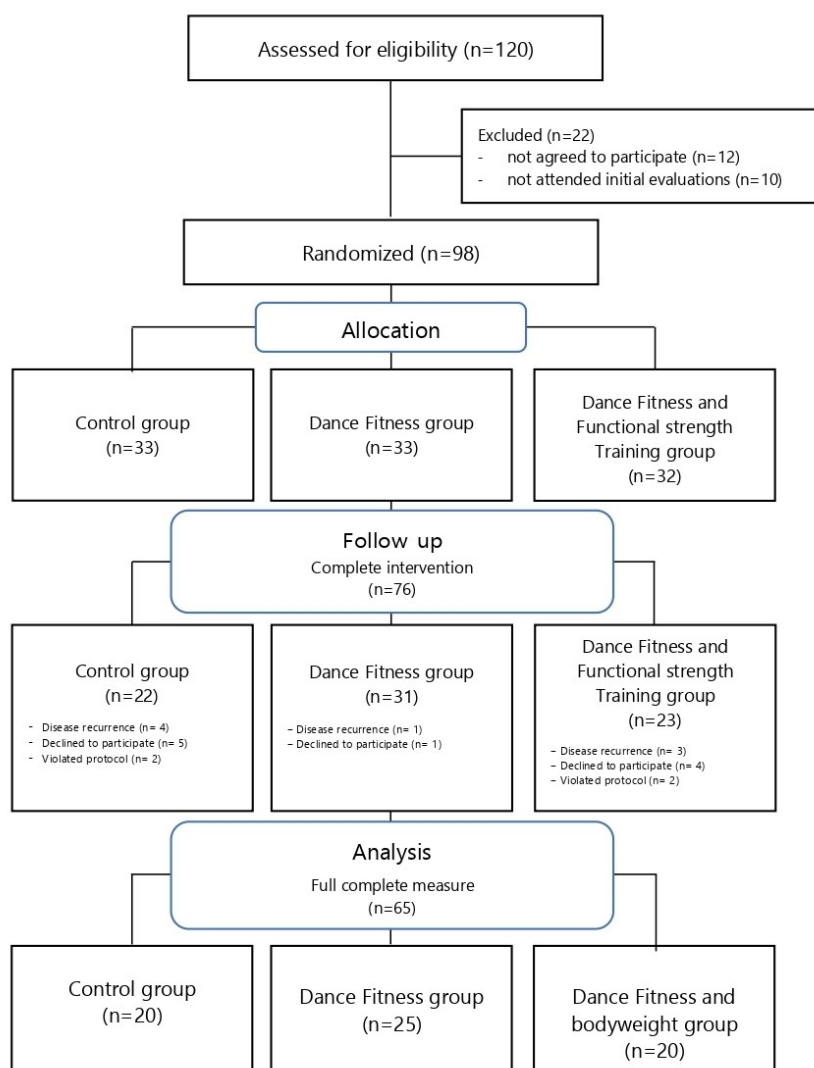 Assessed for eligibility (n=120)
Excluded (n=22)
- not agreed to participate (n=12)
- not attended initial evaluations (n=10)
Randomized (n=98)
Allocation
Control group
(n=33)
Dance Fitness group
(n=33)
Dance Fitness and
Functional strength
Training group
(n=32)
Follow up
Complete intervention
(n=76)
Control group
(n=22)
- Disease recurrence (n= 4)
- Declined to participate (n= 5)
- Violated protocol (n= 2)
Dance Fitness group
(n=31)
– Disease recurrence (n= 1)
– Declined to participate (n= 1)
Dance Fitness and
Functional strength
Training group
(n=23)
– Disease recurrence (n= 3)
– Declined to participate (n= 4)
– Violated protocol (n= 2)
Analysis
Full complete measure
(n=65)
Control group
(n=20)
Dance Fitness group
(n=25)
Dance Fitness and
bodyweight group
(n=20)